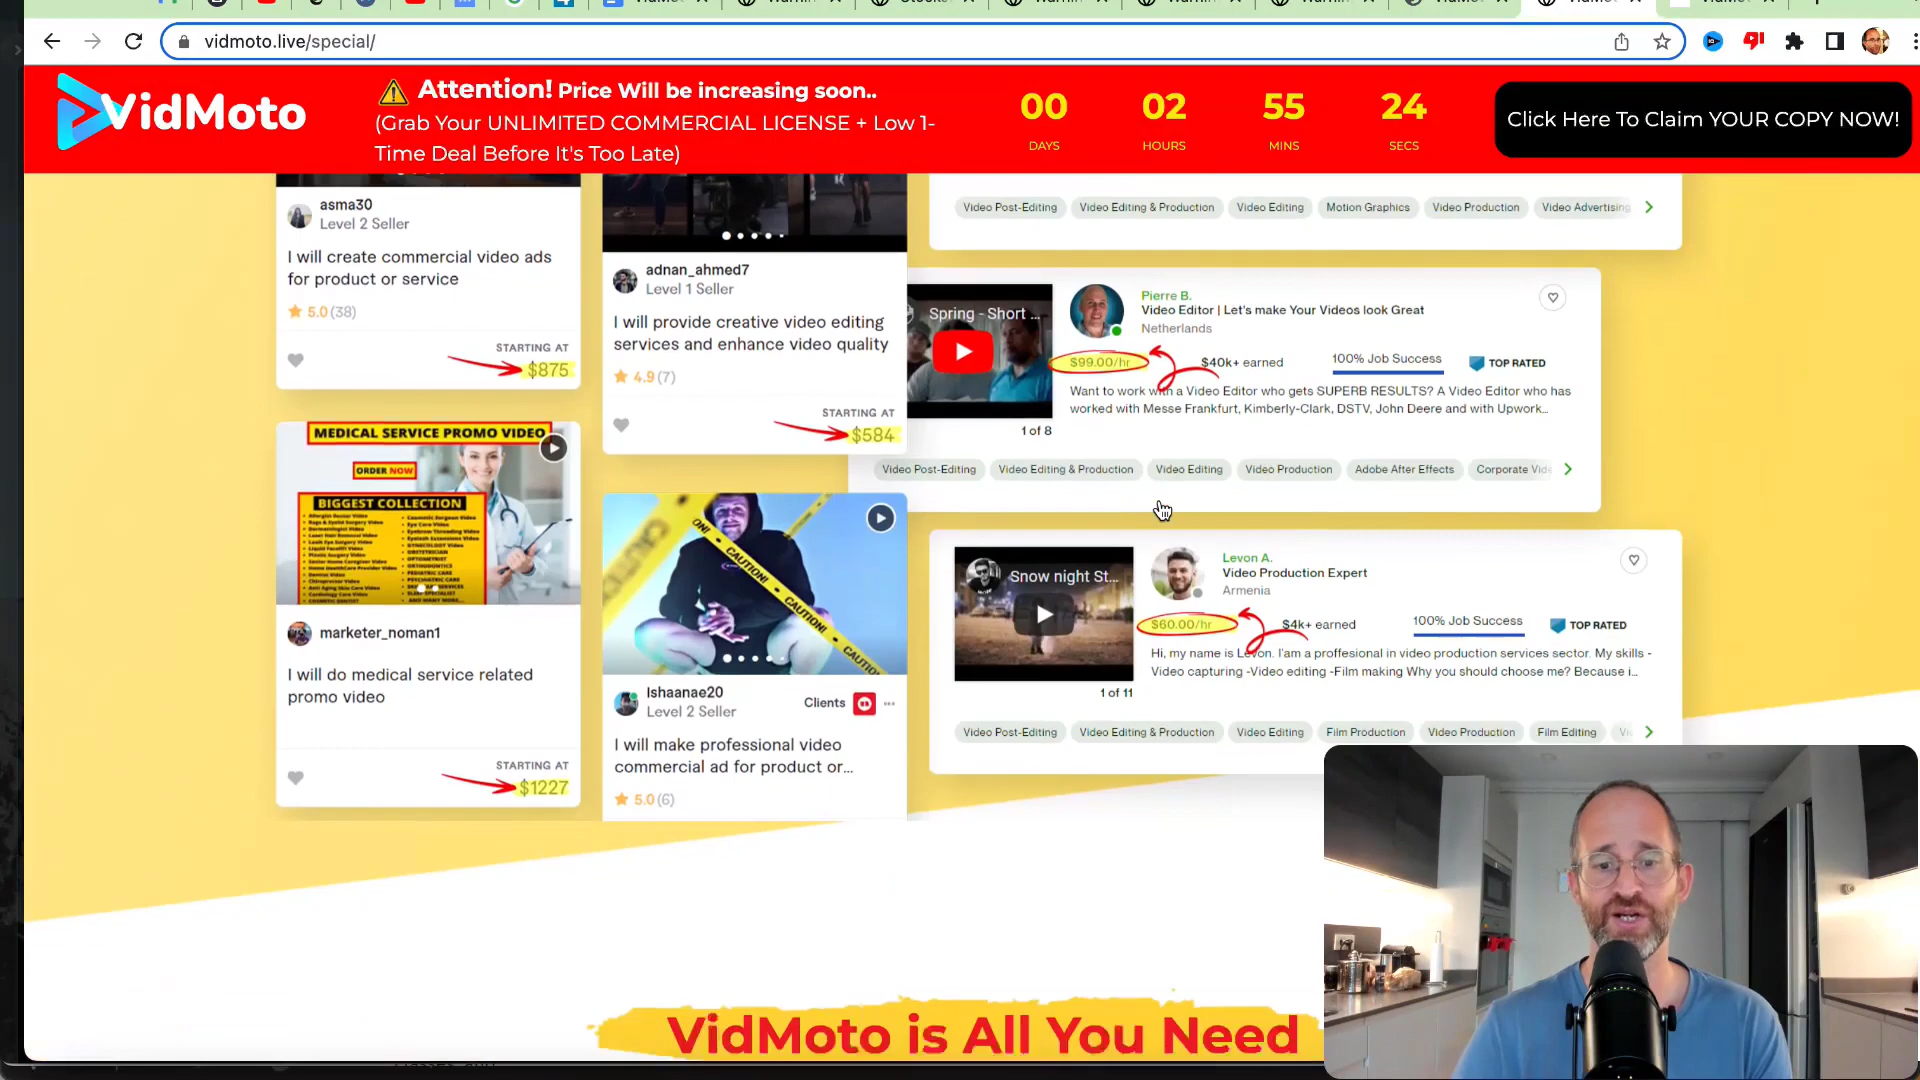 vidmoto.live/special/
VidMoto
Attention! Price Will be increasing soon..
(Grab Your UNLIMITED COMMERCIAL LICENSE + Low 1-
Time Deal Before It's Too Late)
00 02 55 24
DAYS HOURS MINS SECS
Click Here To Claim YOUR COPY NOW!
asma30
Level 2 Seller
I will create commercial video ads
for product or service
5.0 (38)
STARTING AT
$875
MEDICAL SERVICE PROMO VIDEO
ORDER NOW
BIGGEST COLLECTION
marketer_noman1
I will do medical service related
promo video
STARTING AT
$1227
adnan_ahmed7
Level 1 Seller
I will provide creative video editing
services and enhance video quality
4.9 (7)
STARTING AT
$584
CAUTION!
CAUTION!
CAUTION!
Ishaanae20
Level 2 Seller
Clients
I will make professional video
commercial ad for product or...
5.0 (6)
Video Post-Editing Video Editing & Production Video Editing Motion Graphics Video Production Video Advertising
Spring - Short ...
1 of 8
Pierre B.
Video Editor | Let's make Your Videos look Great
Netherlands
$99.00/hr $40k+ earned 100% Job Success TOP RATED
Want to work with a Video Editor who gets SUPERB RESULTS? A Video Editor who has
worked with Messe Frankfurt, Kimberly-Clark, DSTV, John Deere and with Upwork...
Video Post-Editing Video Editing & Production Video Editing Video Production Adobe After Effects Corporate Vide
Snow night St...
1 of 11
Levon A.
Video Production Expert
Armenia
$60.00/hr $4k+ earned 100% Job Success TOP RATED
Hi, my name is Levon. I'am a proffesional in video production services sector. My skills -
Video capturing -Video editing -Film making Why you should choose me? Because i...
Video Post-Editing Video Editing & Production Video Editing Film Production Video Production Film Editing
VidMoto is All You Need